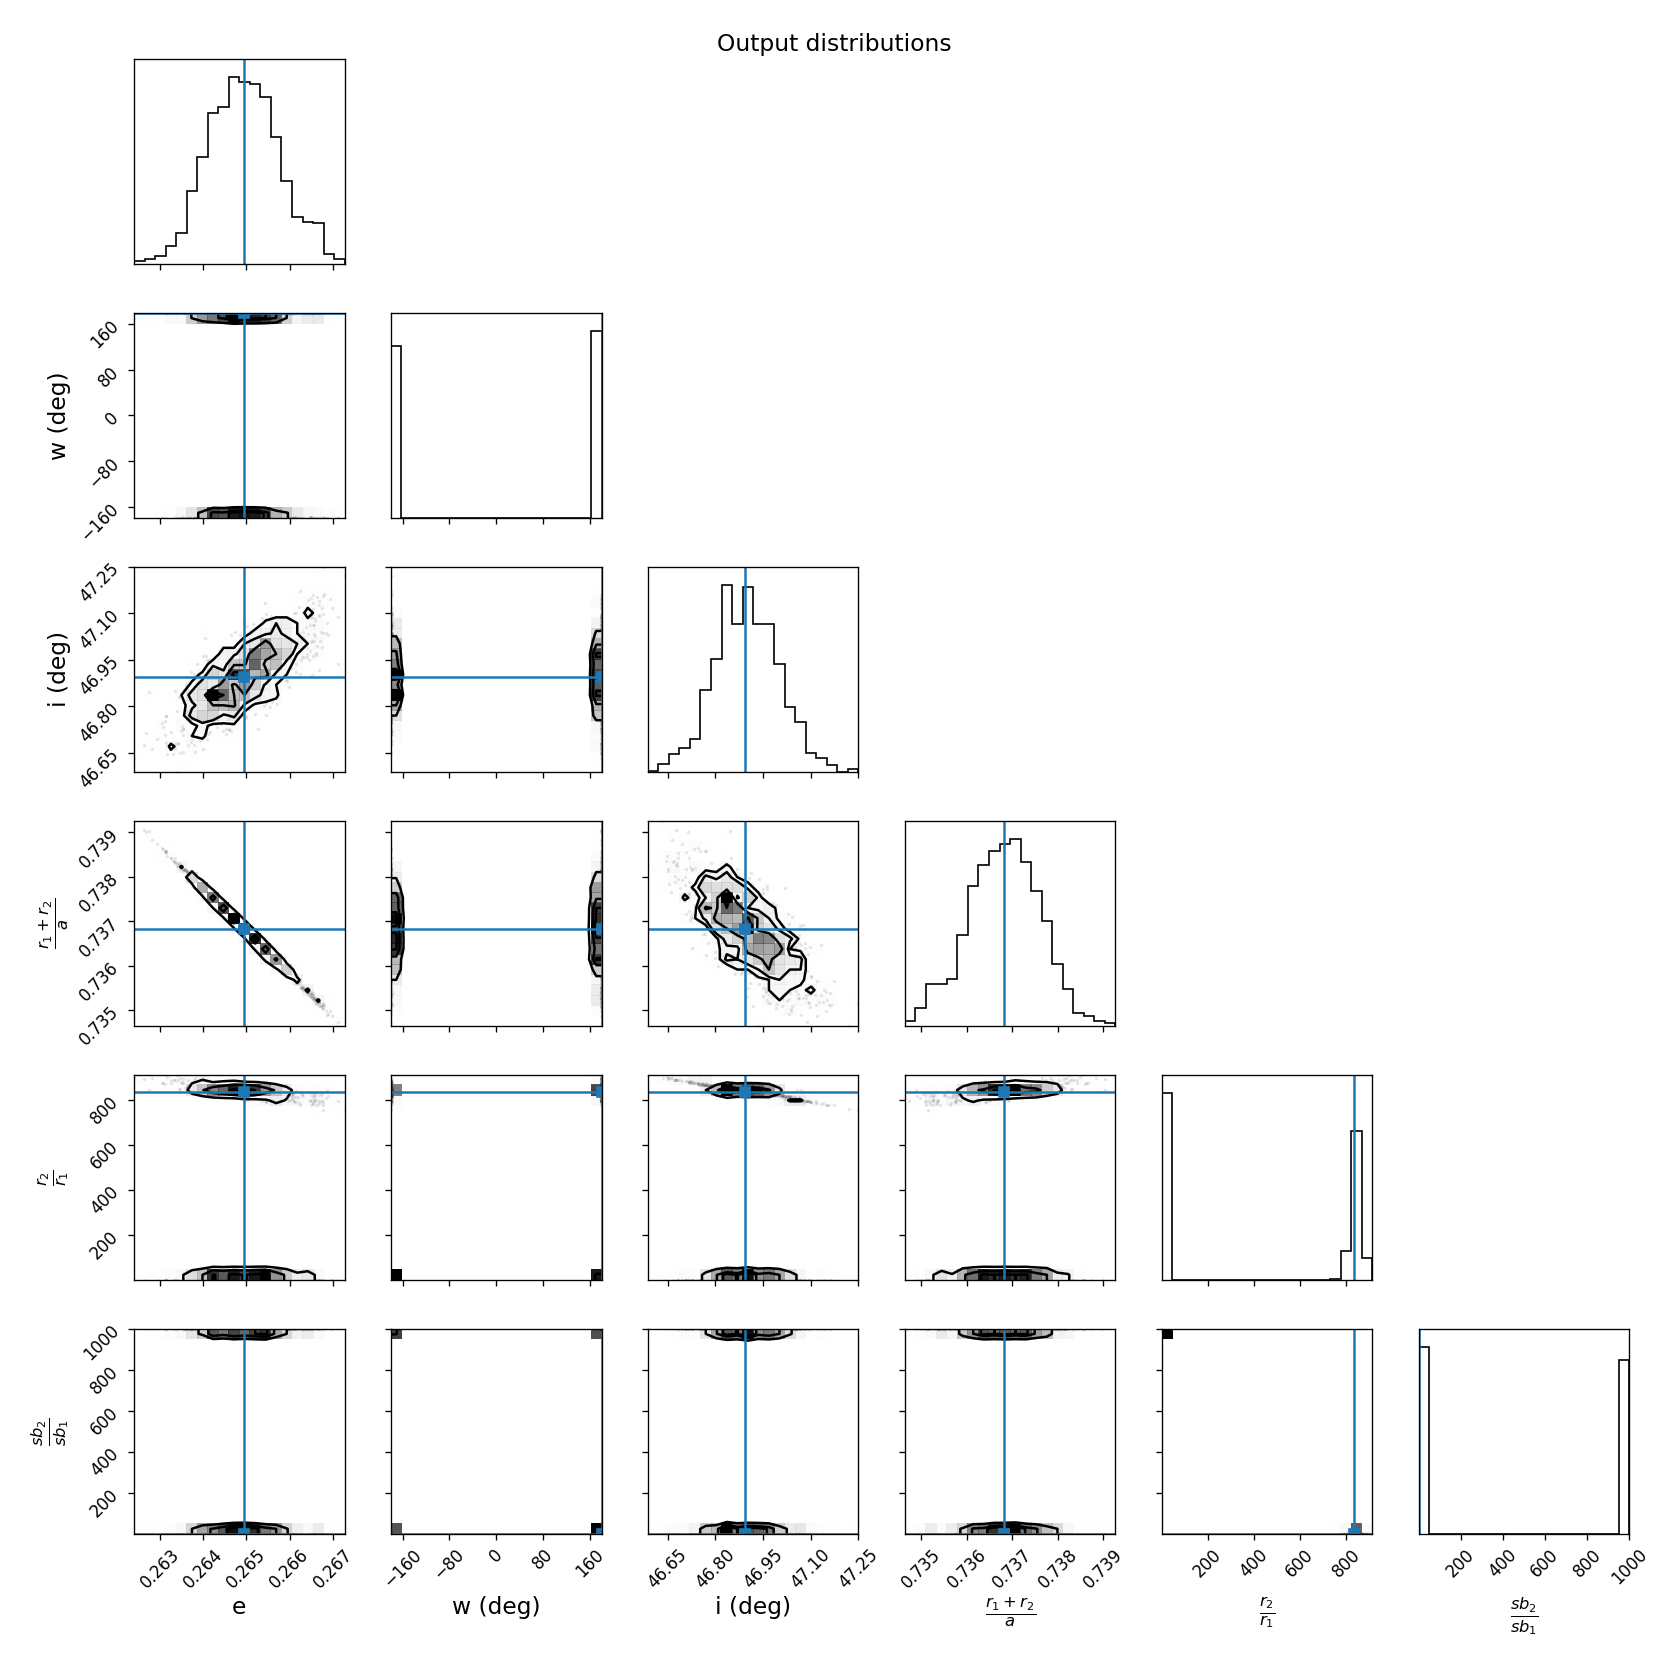 Output distributions
w (deg)
160
80
0
−80
−160
i (deg)
47.25
47.10
46.95
46.80
46.65
r1 + r2
a
0.739
0.738
0.737
0.736
0.735
r2
r1
800
600
400
200
sb2
sb1
1000
800
600
400
200
0.263 0.264 0.265 0.266 0.267
−160 −80 0 80 160
46.65 46.80 46.95 47.10 47.25
0.735 0.736 0.737 0.738 0.739
200 400 600 800
200 400 600 800 1000
e
w (deg)
i (deg)
r1 + r2
a
r2
r1
sb2
sb1